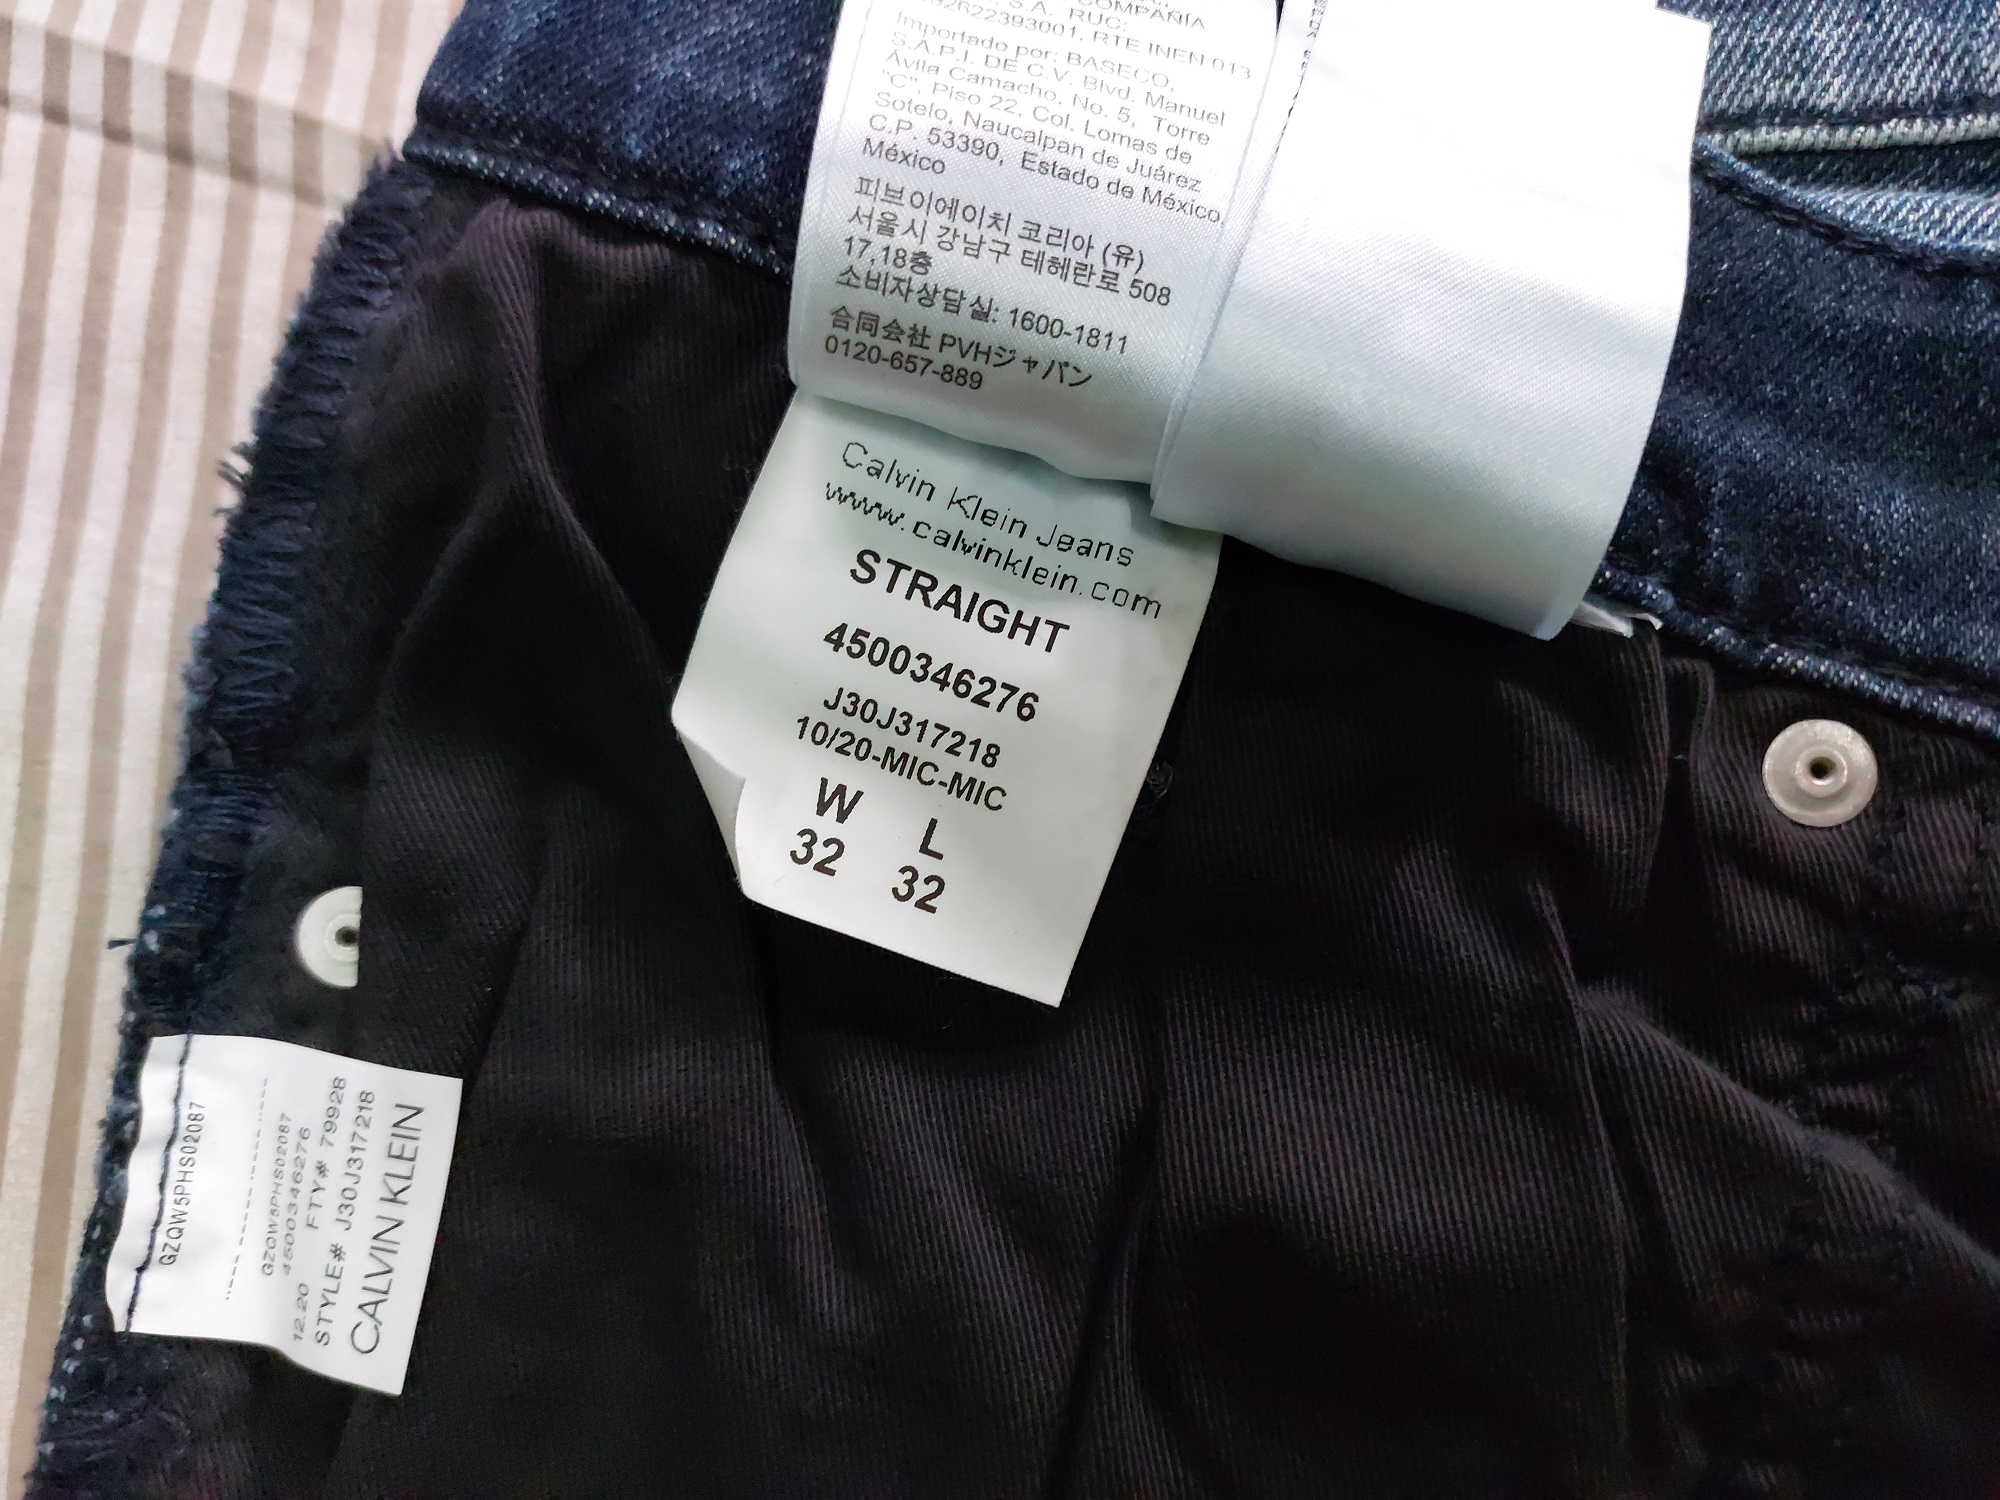 COMPAÑIA
S.A. RUC:
RTE INEN 013
Importado por: BASECO,
S.A.P.I. DE C.V. Blvd. Manuel
Ávila Camacho, No. 5, Torre
"C", Piso 22, Col. Lomas de
Sotelo, Naucalpan de Juárez
C.P. 53390, Estado de México,
México
피브이에이치 코리아 (유)
서울시 강남구 테헤란로 508
17,18층
소비자상담실: 1600-1811
合同会社 PVHジャパン
0120-657-889
Calvin Klein Jeans
www.calvinklein.com
STRAIGHT
4500346276
J30J317218
10/20-MIC-MIC
W L
32 32
GZQW5PHS02087
GZQW5PHS02087
4500346276
12.20 FTY# 79928
STYLE# J30J317218
CALVIN KLEIN